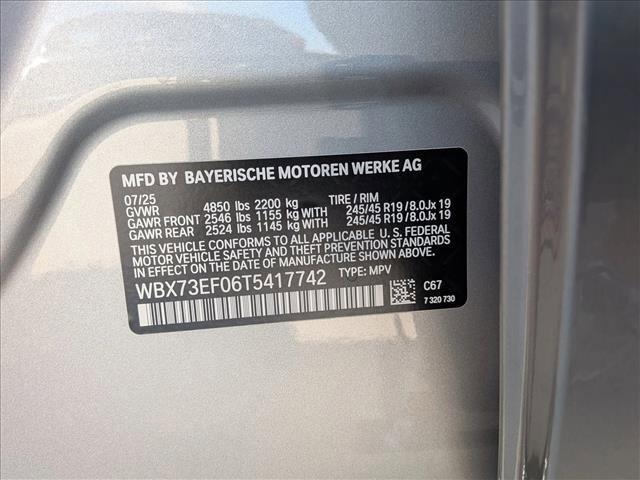 MFD BY BAYERISCHE MOTOREN WERKE AG
07/25 TIRE / RIM
GVWR 4850 lbs 2200 kg
GAWR FRONT 2546 lbs 1155 kg WITH 245/45 R19 / 8.0Jx 19
GAWR REAR 2524 lbs 1145 kg WITH 245/45 R19 / 8.0Jx 19
THIS VEHICLE CONFORMS TO ALL APPLICABLE U. S. FEDERAL
MOTOR VEHICLE SAFETY AND THEFT PREVENTION STANDARDS
IN EFFECT ON THE DATE OF MANUFACTURE SHOWN ABOVE.
WBX73EF06T5417742 TYPE: MPV
C67
7 320 730